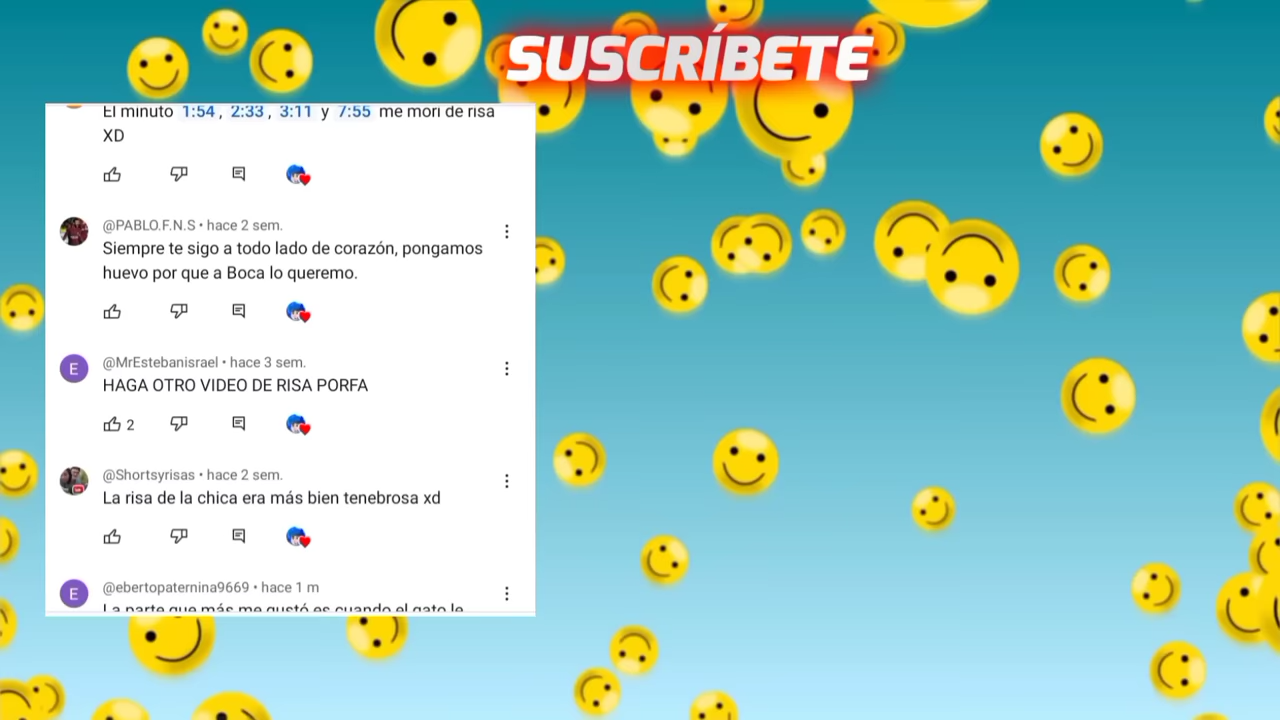 SUSCRÍBETE
El minuto 1:54, 2:33, 3:11 y 7:55 me mori de risa
XD
@PABLO.F.N.S • hace 2 sem.
Siempre te sigo a todo lado de corazón, pongamos
huevo por que a Boca lo queremo.
E
@MrEstebanisrael • hace 3 sem.
HAGA OTRO VIDEO DE RISA PORFA
2
@Shortsyrisas • hace 2 sem.
La risa de la chica era más bien tenebrosa xd
E
@ebertopaternina9669 • hace 1 m
La parte que más me gustó es cuando el gato le